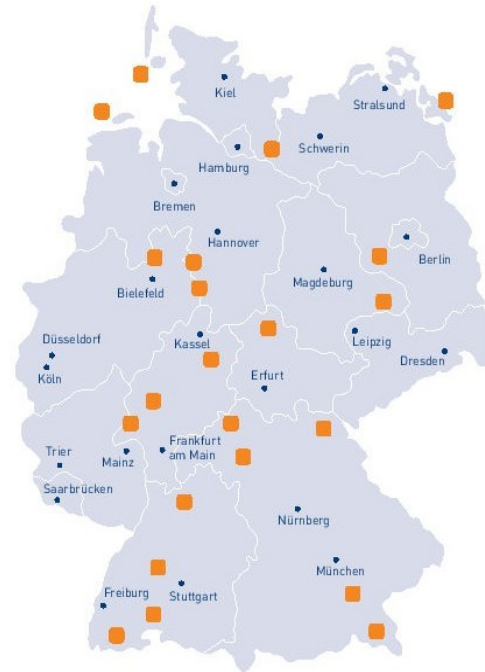 Kiel
Stralsund
Schwerin
Hamburg
Bremen
Hannover
Berlin
Magdeburg
Bielefeld
Düsseldorf
Kassel
Leipzig
Köln
Dresden
Erfurt
Trier
Mainz
Frankfurt
am Main
Saarbrücken
Nürnberg
München
Freiburg
Stuttgart